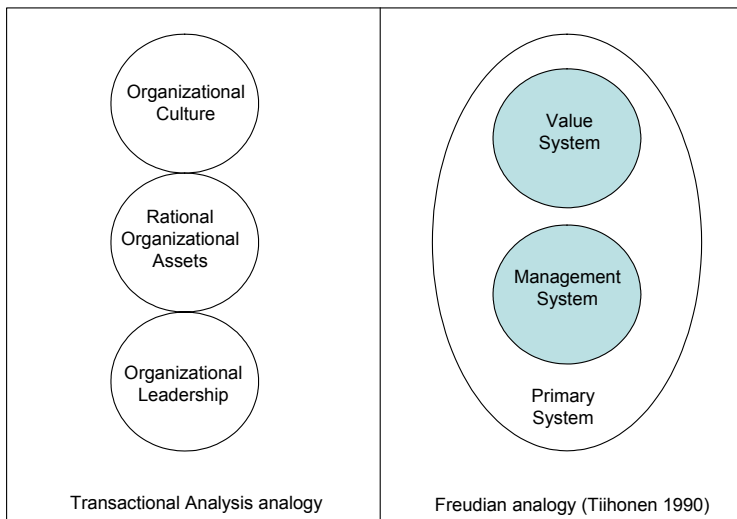 Organizational
Culture
Rational
Organizational
Assets
Organizational
Leadership
Transactional Analysis analogy
Value
System
Management
System
Primary
System
Freudian analogy (Tiihonen 1990)